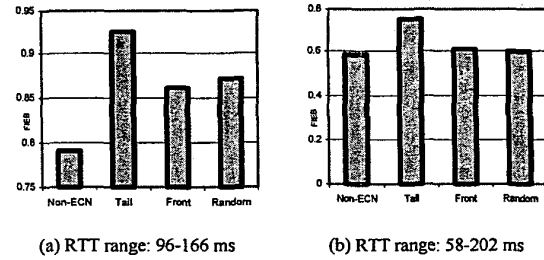 0.95
0.9
0.85
0.8
0.75
FIEB
Non-ECN Tail Front Random
(a) RTT range: 96-166 ms
0.8
0.6
0.4
0.2
0
FIEB
Non-ECN Tail Front Random
(b) RTT range: 58-202 ms